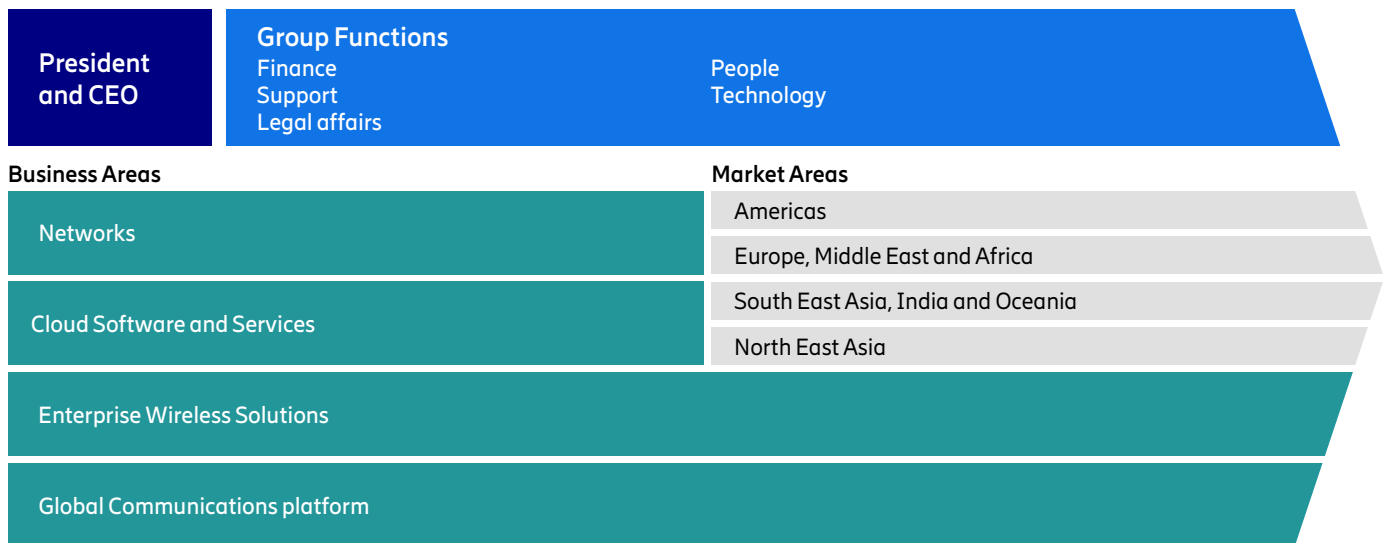 President
and CEO
Group Functions
Finance
Support
Legal affairs
People
Technology
Business Areas
Networks
Cloud Software and Services
Market Areas
Americas
Europe, Middle East and Africa
South East Asia, India and Oceania
North East Asia
Enterprise Wireless Solutions
Global Communications platform